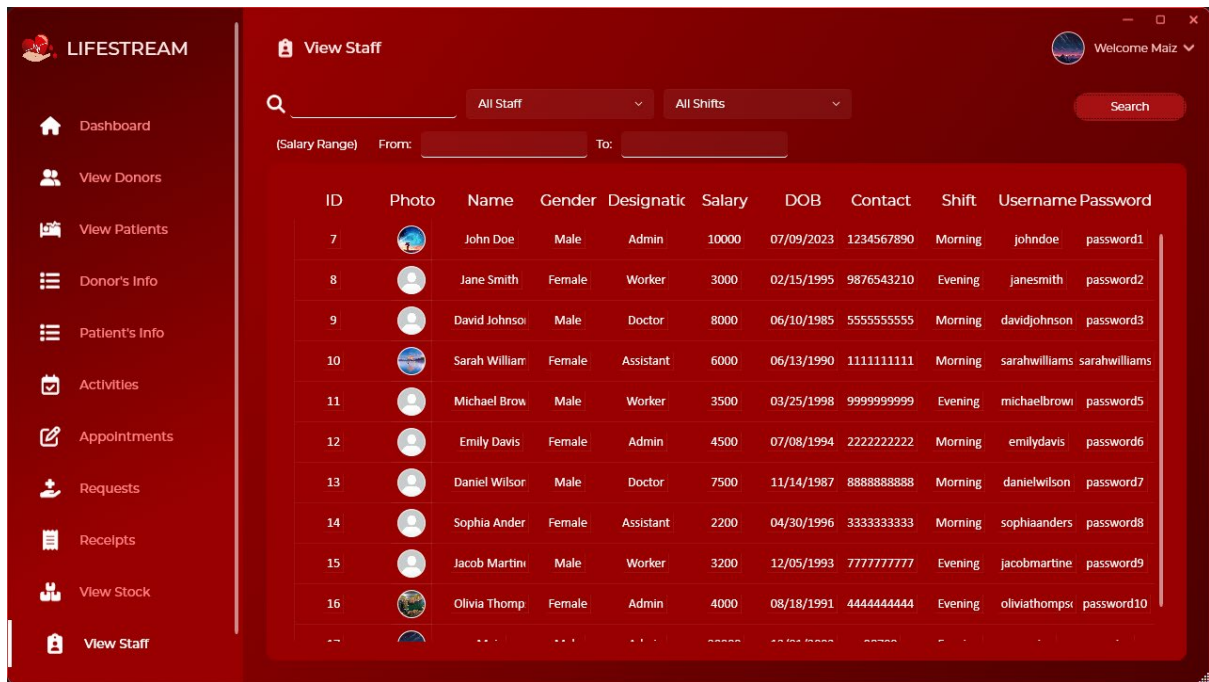 LIFESTREAM
Dashboard
View Donors
View Patients
Donor's Info
Patient's Info
Activities
Appointments
Requests
Receipts
View Stock
View Staff
View Staff
Welcome Maiz
All Staff All Shifts Search
(Salary Range) From: To:
ID Photo Name Gender Designatic Salary DOB Contact Shift Username Password
7 John Doe Male Admin 10000 07/09/2023 1234567890 Morning johndoe password1
8 Jane Smith Female Worker 3000 02/15/1995 9876543210 Evening janesmith password2
9 David Johnso Male Doctor 8000 06/10/1985 5555555555 Morning davidjohnson password3
10 Sarah William Female Assistant 6000 06/13/1990 1111111111 Morning sarahwilliams sarahwilliams
11 Michael Brow Male Worker 3500 03/25/1998 9999999999 Evening michaelbrow password5
12 Emily Davis Female Admin 4500 07/08/1994 2222222222 Morning emilydavis password6
13 Daniel Wilson Male Doctor 7500 11/14/1987 8888888888 Morning danielwilson password7
14 Sophia Ander Female Assistant 2200 04/30/1996 3333333333 Morning sophiaanders password8
15 Jacob Martin Male Worker 3200 12/05/1993 7777777777 Evening jacobmartine password9
16 Olivia Thomp Female Admin 4000 08/18/1991 4444444444 Evening oliviathomps password10